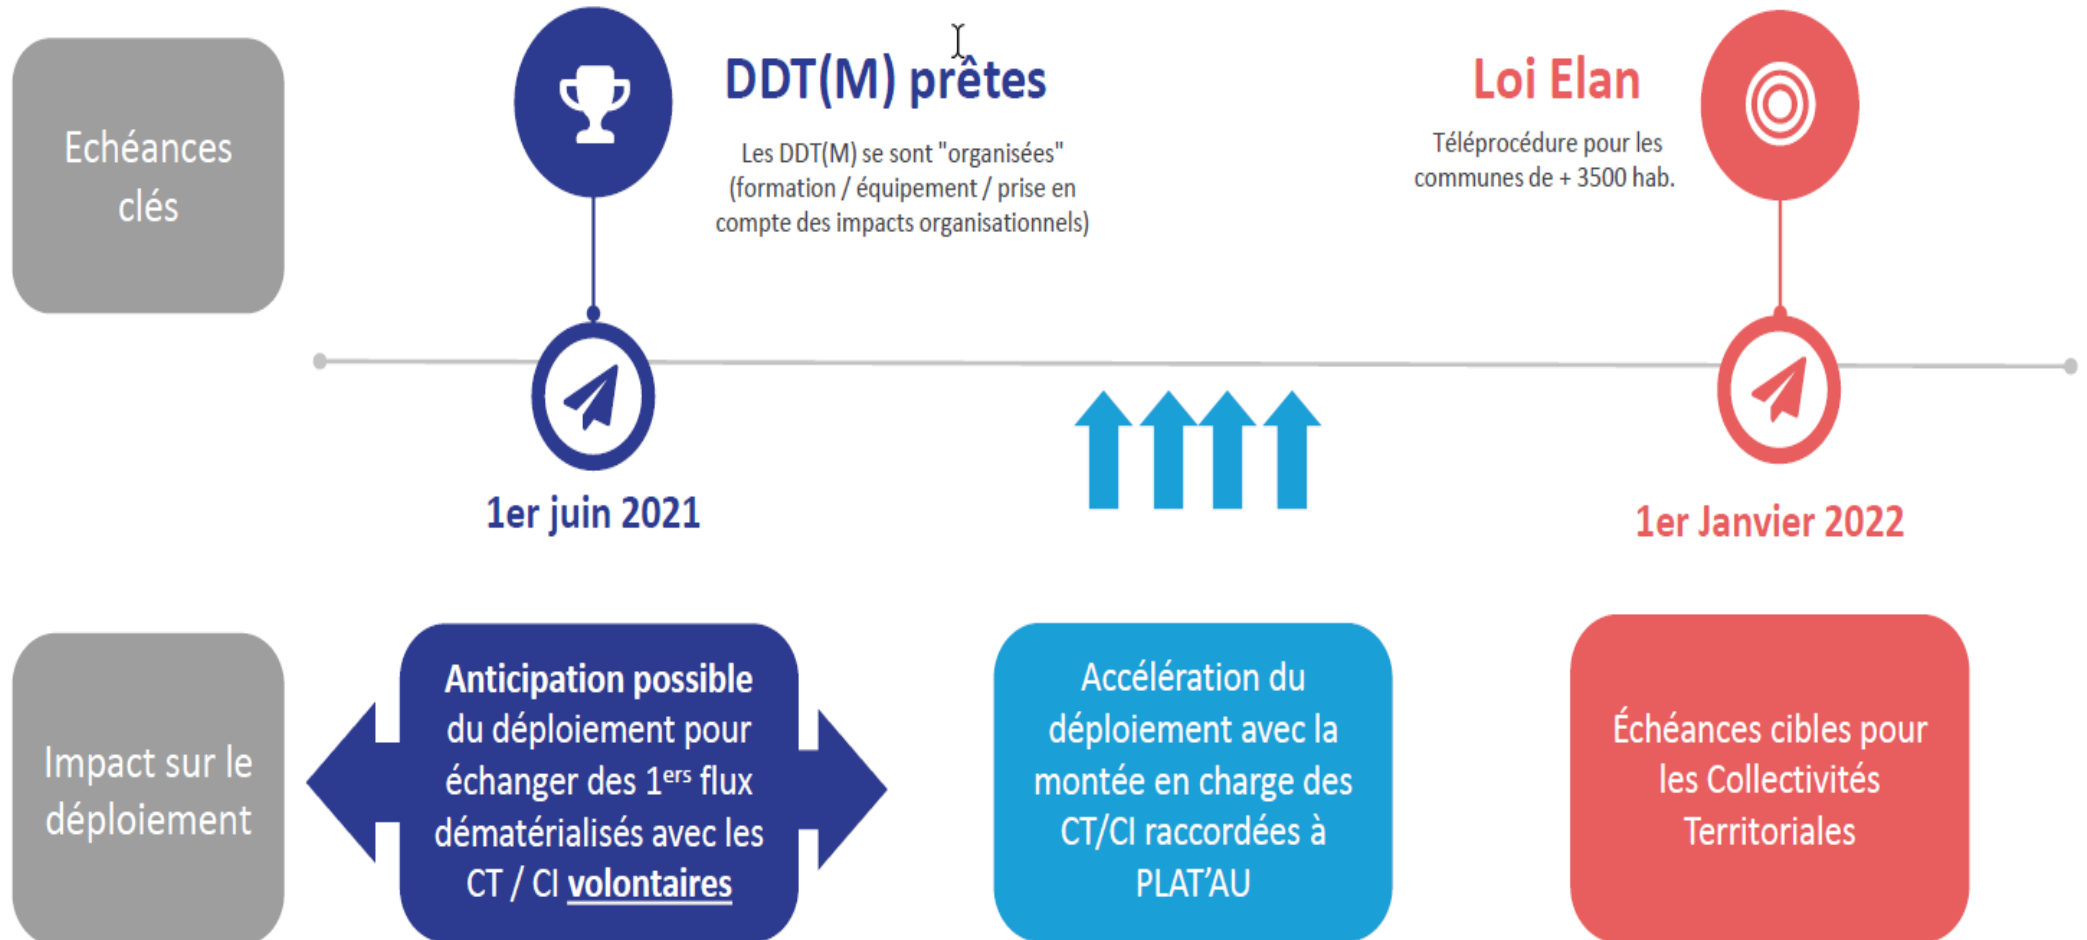 Echéances
clés
DDT(M) prêtes
Les DDT(M) se sont "organisées"
(formation / équipement / prise en
compte des impacts organisationnels)
Loi Elan
Téléprocédure pour les
communes de + 3500 hab.
1er juin 2021
1er Janvier 2022
Impact sur le
déploiement
Anticipation possible
du déploiement pour
échanger des 1ers flux
dématérialisés avec les
CT / CI volontaires
Accélération du
déploiement avec la
montée en charge des
CT/CI raccordées à
PLAT’AU
Échéances cibles pour
les Collectivités
Territoriales